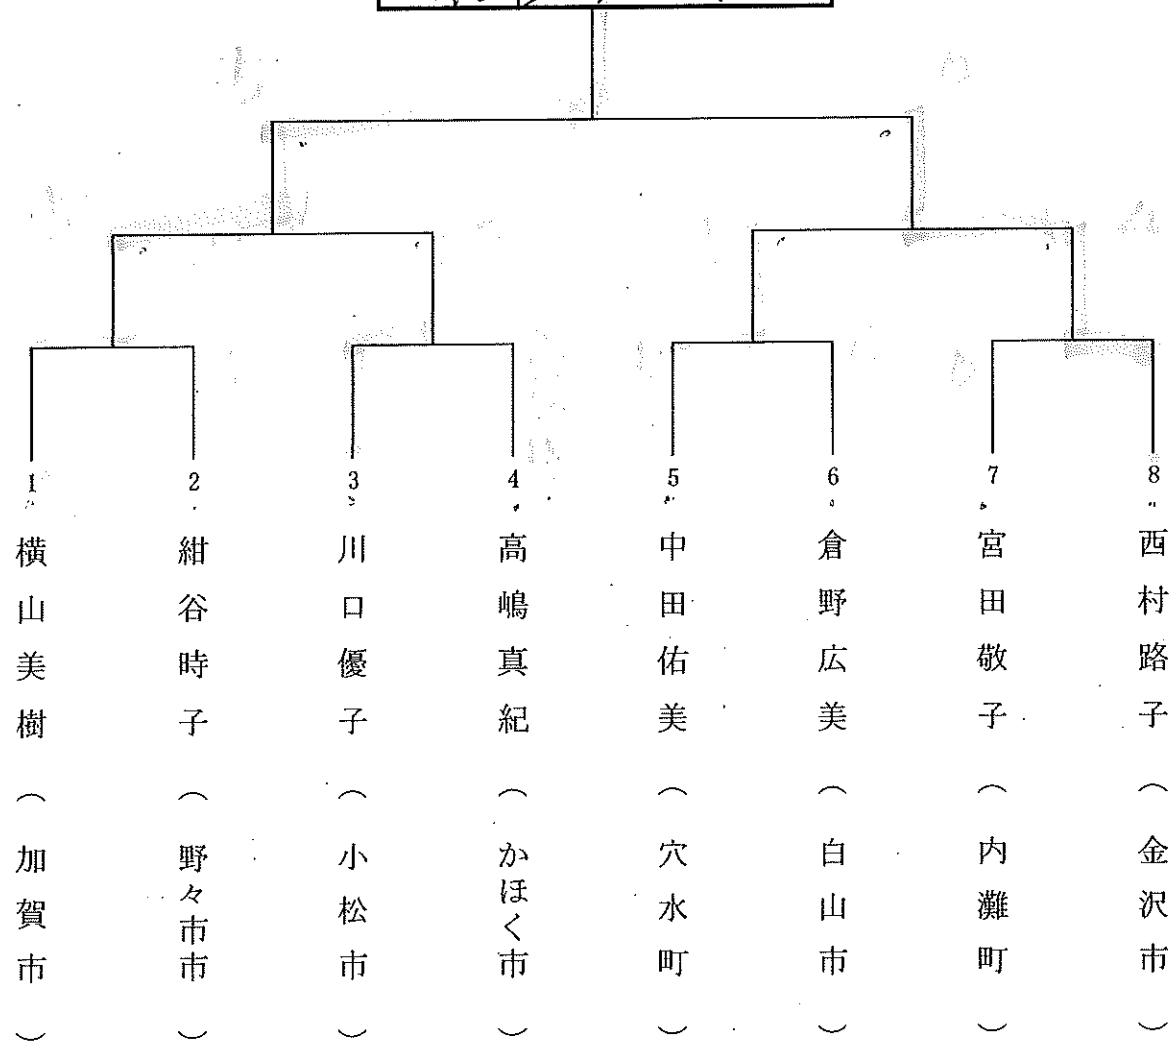 1 横山美樹（加賀市）
2 紺谷時子（野々市市）
3 川口優子（小松市）
4 高嶋真紀（かほく市）
5 中田佑美（穴水町）
6 倉野広美（白山市）
7 宮田敬子（内灘町）
8 西村路子（金沢市）